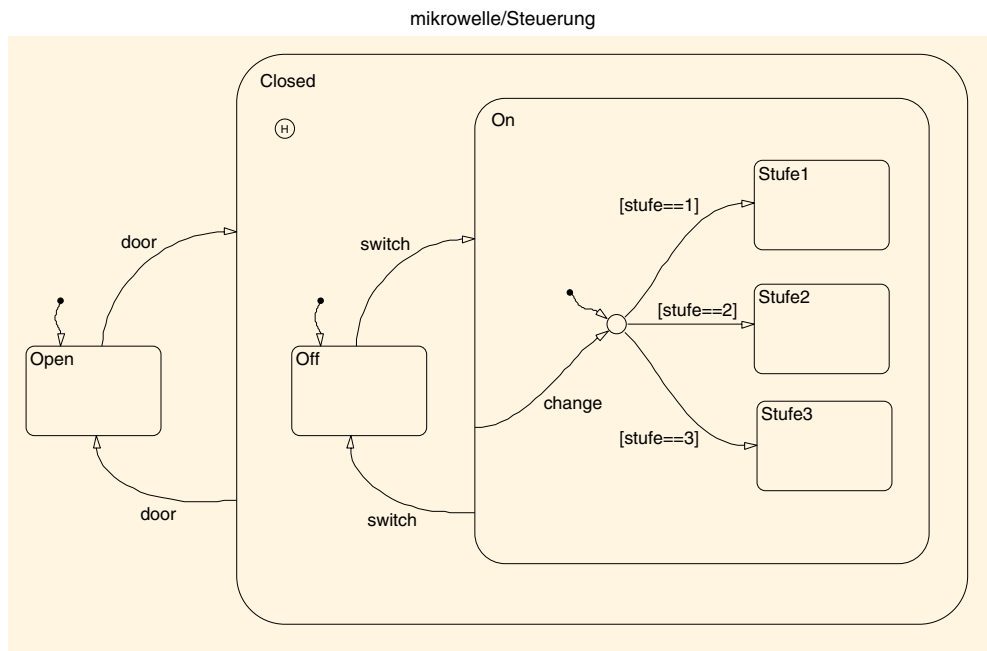 mikrowelle/Steuerung
Closed
H
On
Stufe1
[stufe==1]
door
switch
Stufe2
[stufe==2]
Open
Off
change
Stufe3
[stufe==3]
door
switch